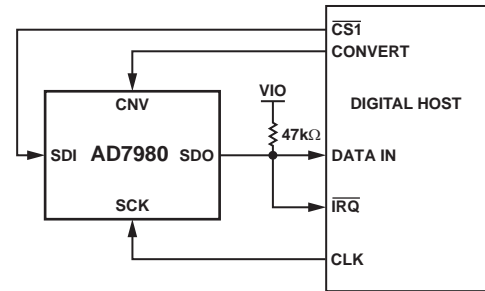 CS1
CONVERT
CNV
VIO
DIGITAL HOST
47kΩ
SDI AD7980 SDO
DATA IN
SCK
IRQ
CLK